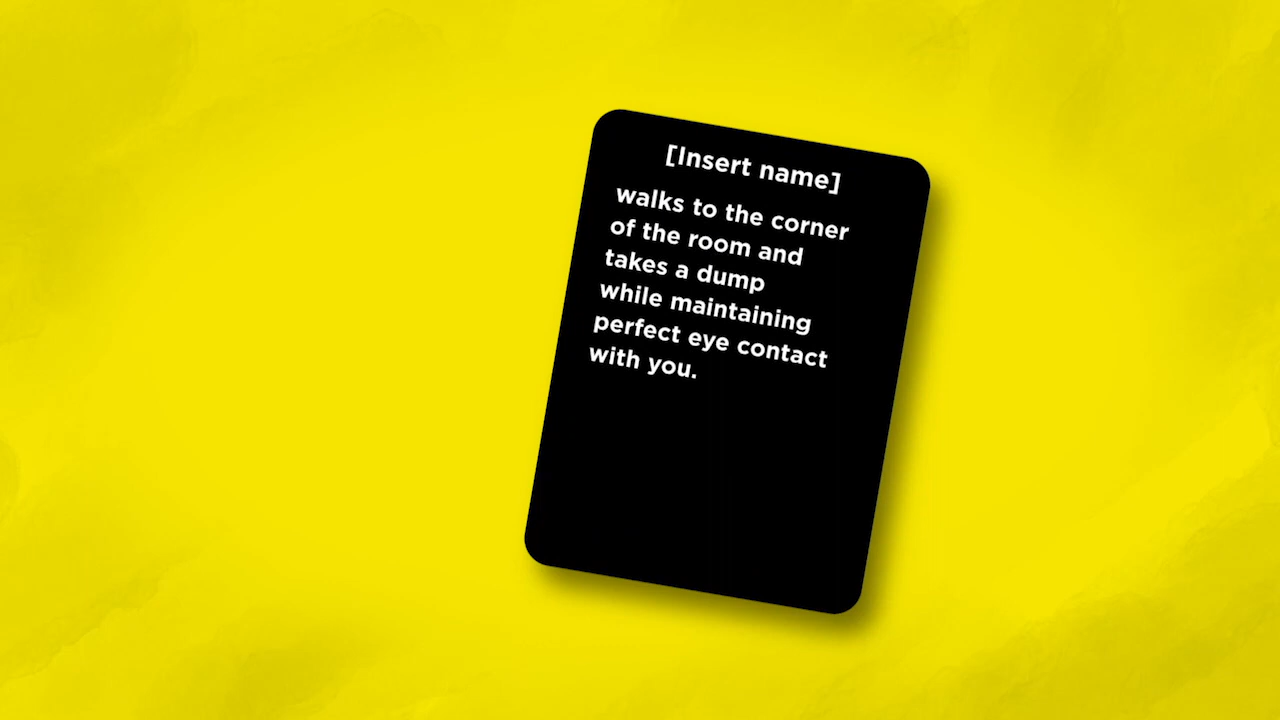 [Insert name]
walks to the corner
of the room and
takes a dump
while maintaining
perfect eye contact
with you.